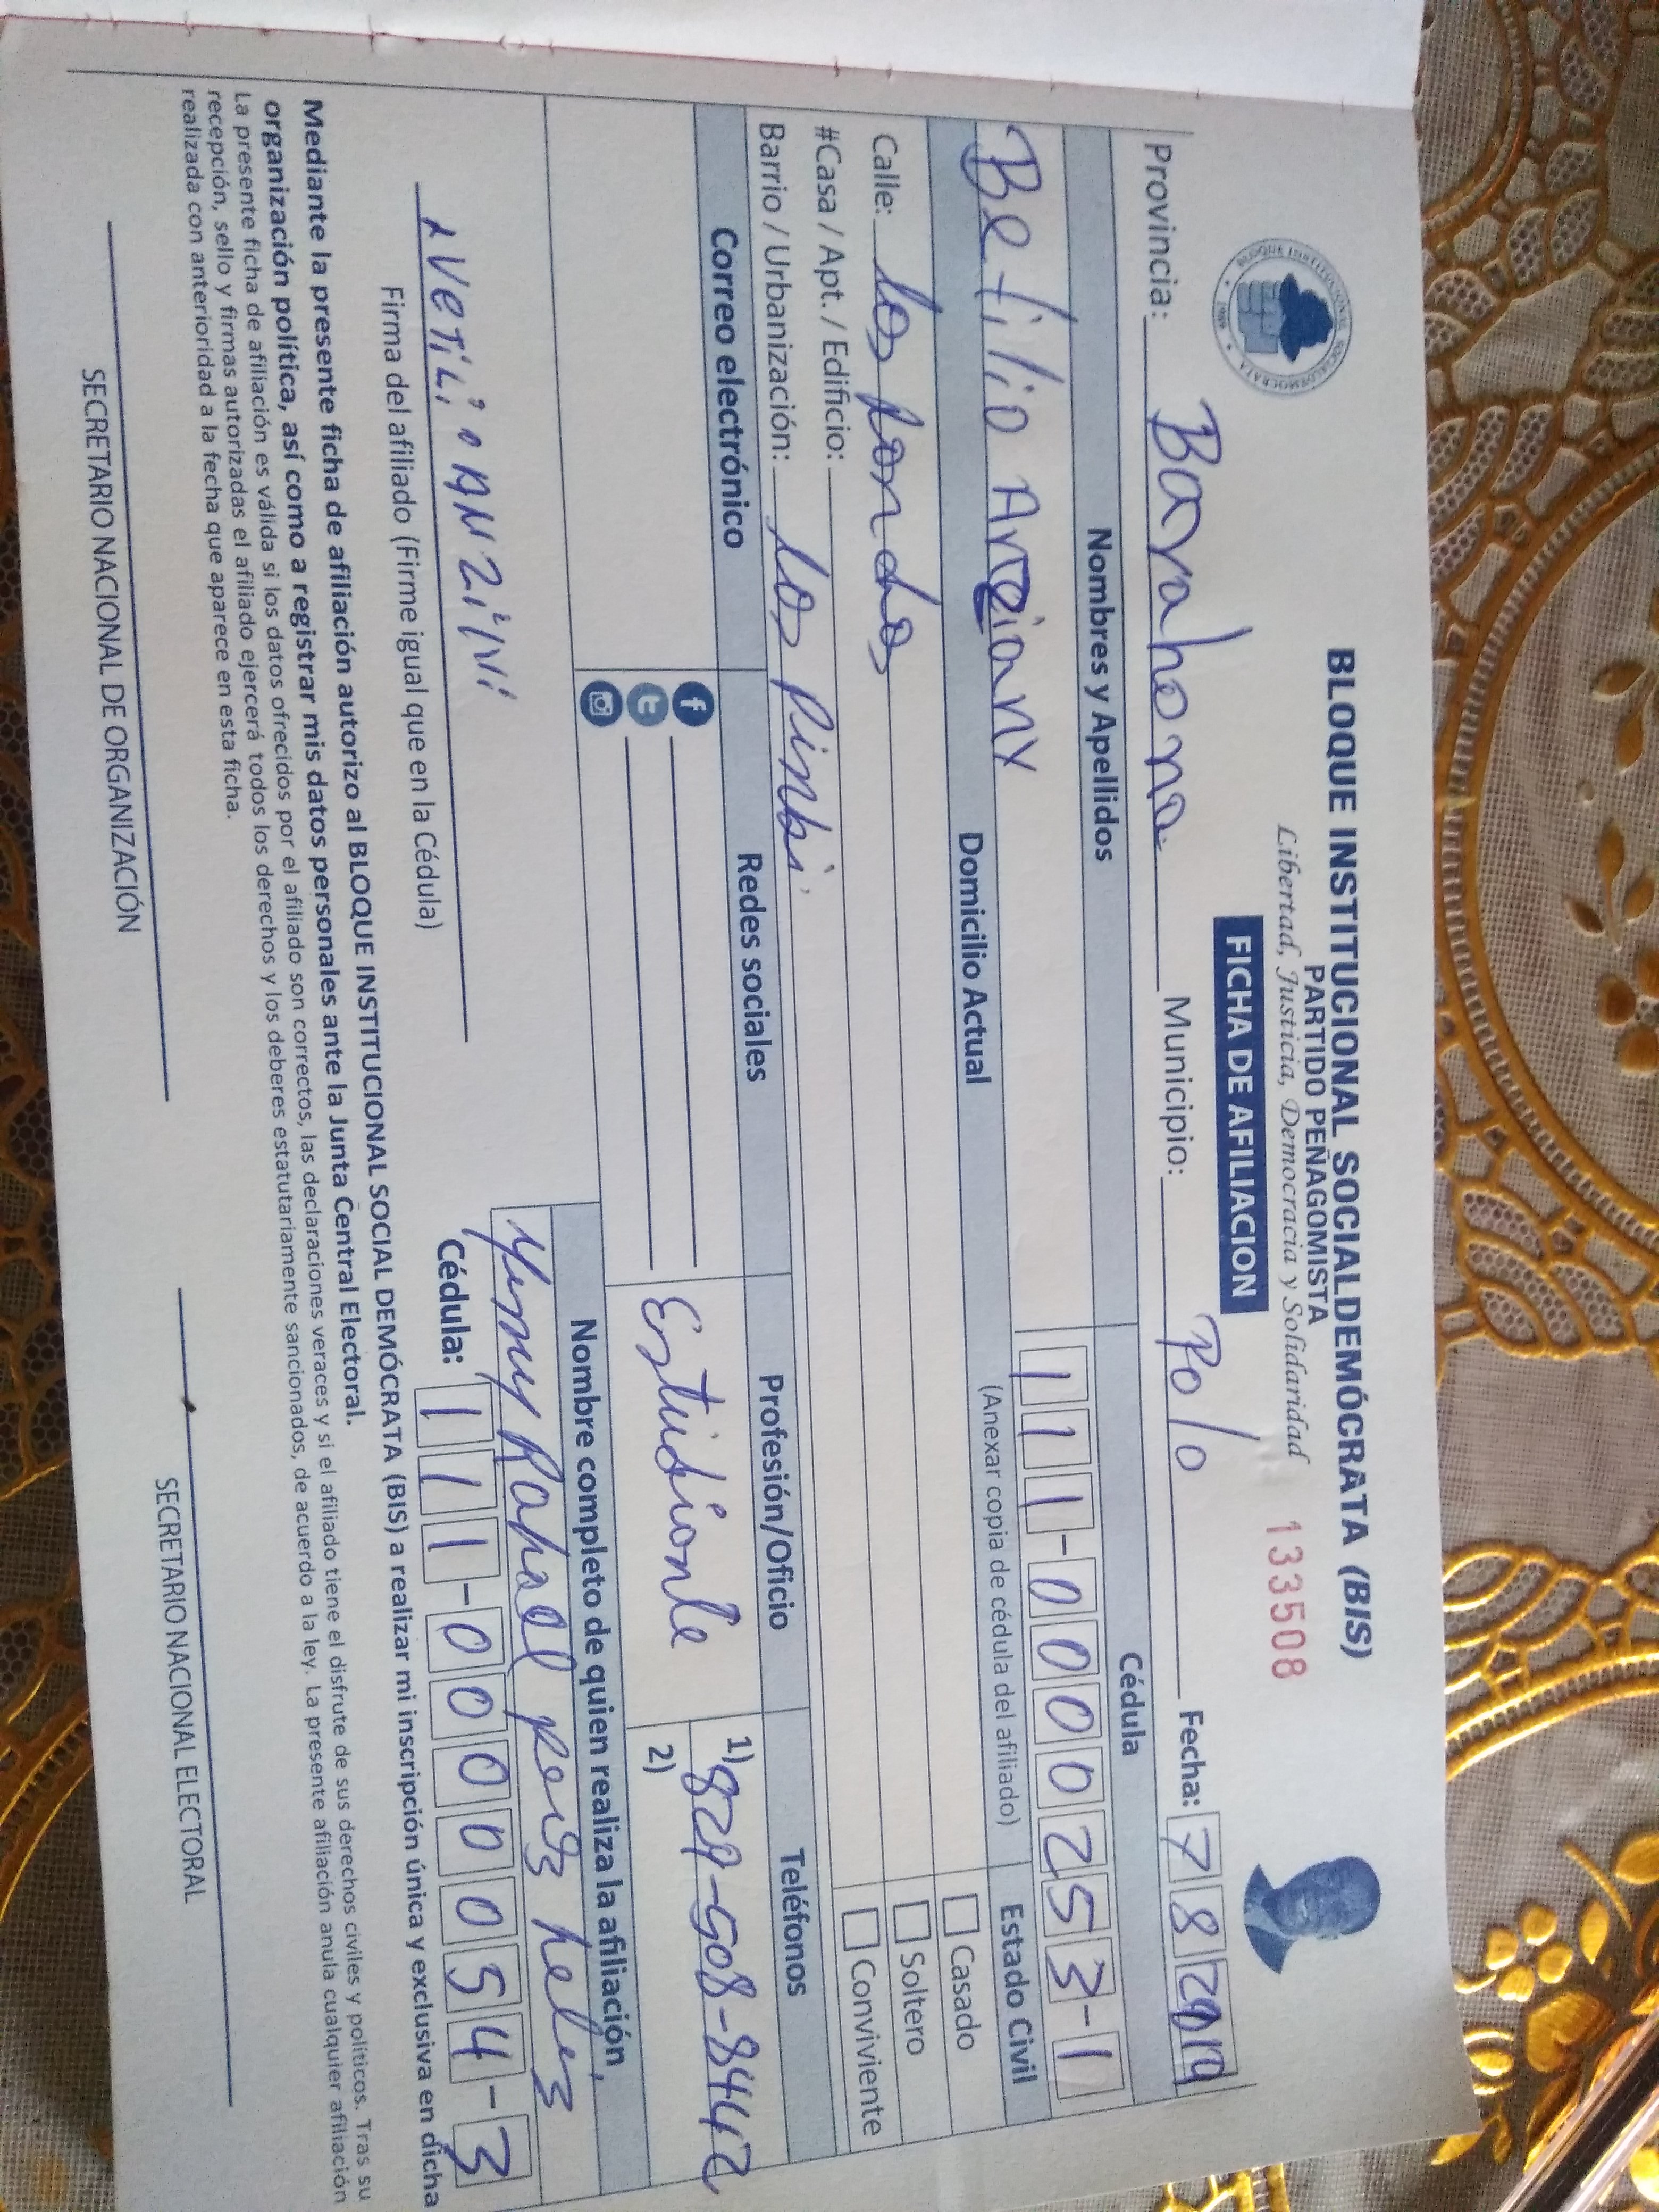 BLOQUE INSTITUCIONAL SOCIALDEMÓCRATA (BIS)
PARTIDO PEÑAGOMISTA
Libertad, Justicia, Democracia y Solidaridad
133508
FICHA DE AFILIACION
Provincia: Barahona Municipio: Polo Fecha: 7 8 2019
Nombres y Apellidos Cédula
Betilio 111-0000253-1
(Anexar copia de cédula del afiliado)
Domicilio Actual Estado Civil
Calle: los
Casado
#Casa / Apt. / Edificio:
Soltero
Barrio / Urbanización: Los
Conviviente
Correo electrónico Redes sociales Profesión/Oficio Teléfonos
Estudionte 1) 829-508-8442
2)
Nombre completo de quien realiza la afiliación,
Yeny Rafael
Firma del afiliado (Firme igual que en la Cédula)
Cédula: 111-0000054-3
Mediante la presente ficha de afiliación autorizo al BLOQUE INSTITUCIONAL SOCIAL DEMÓCRATA (BIS) a realizar mi inscripción única y exclusiva en dicha
organización política, así como a registrar mis datos personales ante la Junta Central Electoral.
La presente ficha de afiliación es válida si los datos ofrecidos por el afiliado son correctos, las declaraciones veraces y si el afiliado tiene el disfrute de sus derechos civiles y políticos. Tras su
recepción, sello y firmas autorizadas el afiliado ejercerá todos los derechos y los deberes estatutariamente sancionados, de acuerdo a la ley. La presente afiliación anula cualquier afiliación
realizada con anterioridad a la fecha que aparece en esta ficha.
SECRETARIO NACIONAL DE ORGANIZACIÓN SECRETARIO NACIONAL ELECTORAL